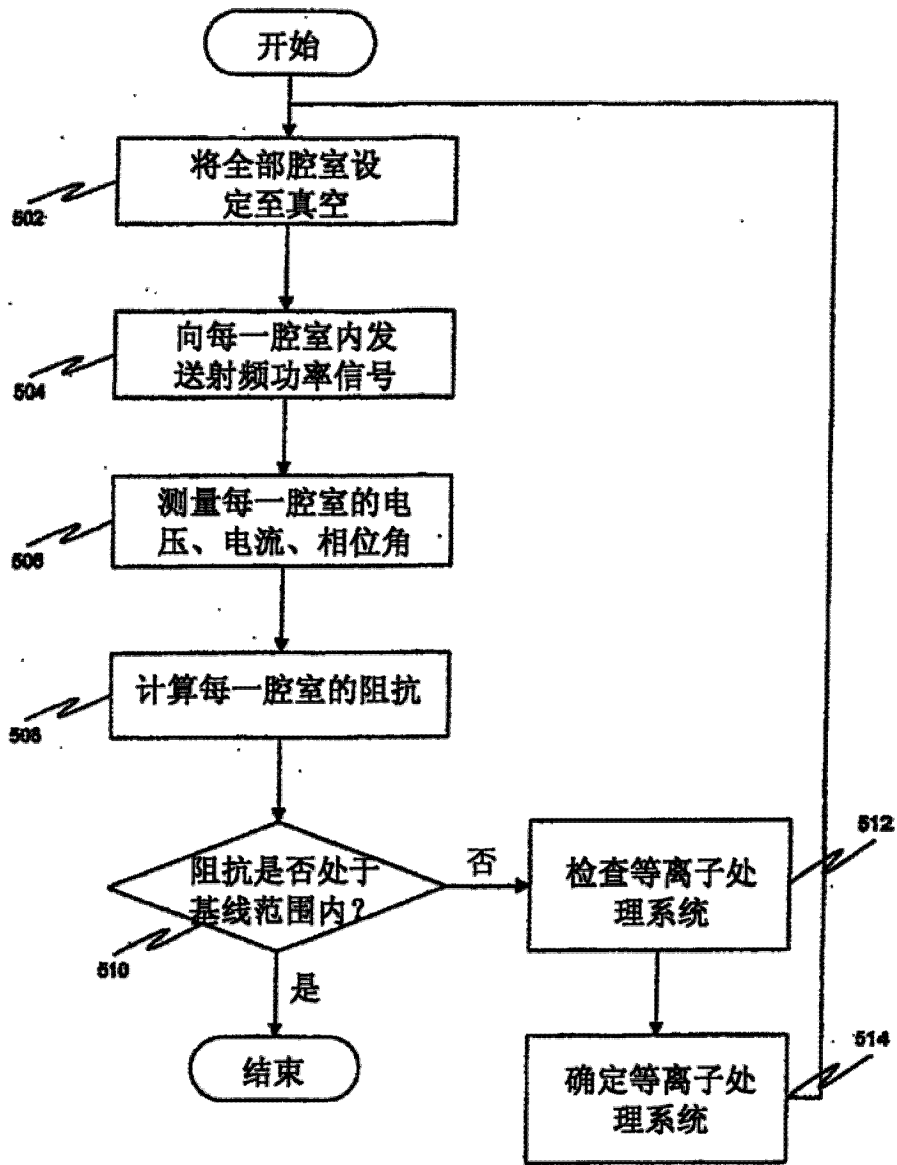 开始
将全部腔室设
定至真空
502
向每一腔室内发
送射频功率信号
504
测量每一腔室的电
压、电流、相位角
506
计算每一腔室的阻抗
508
阻抗是否处于
基线范围内?
510
否
是
结束
检查等离子处
理系统
512
确定等离子处
理系统
514